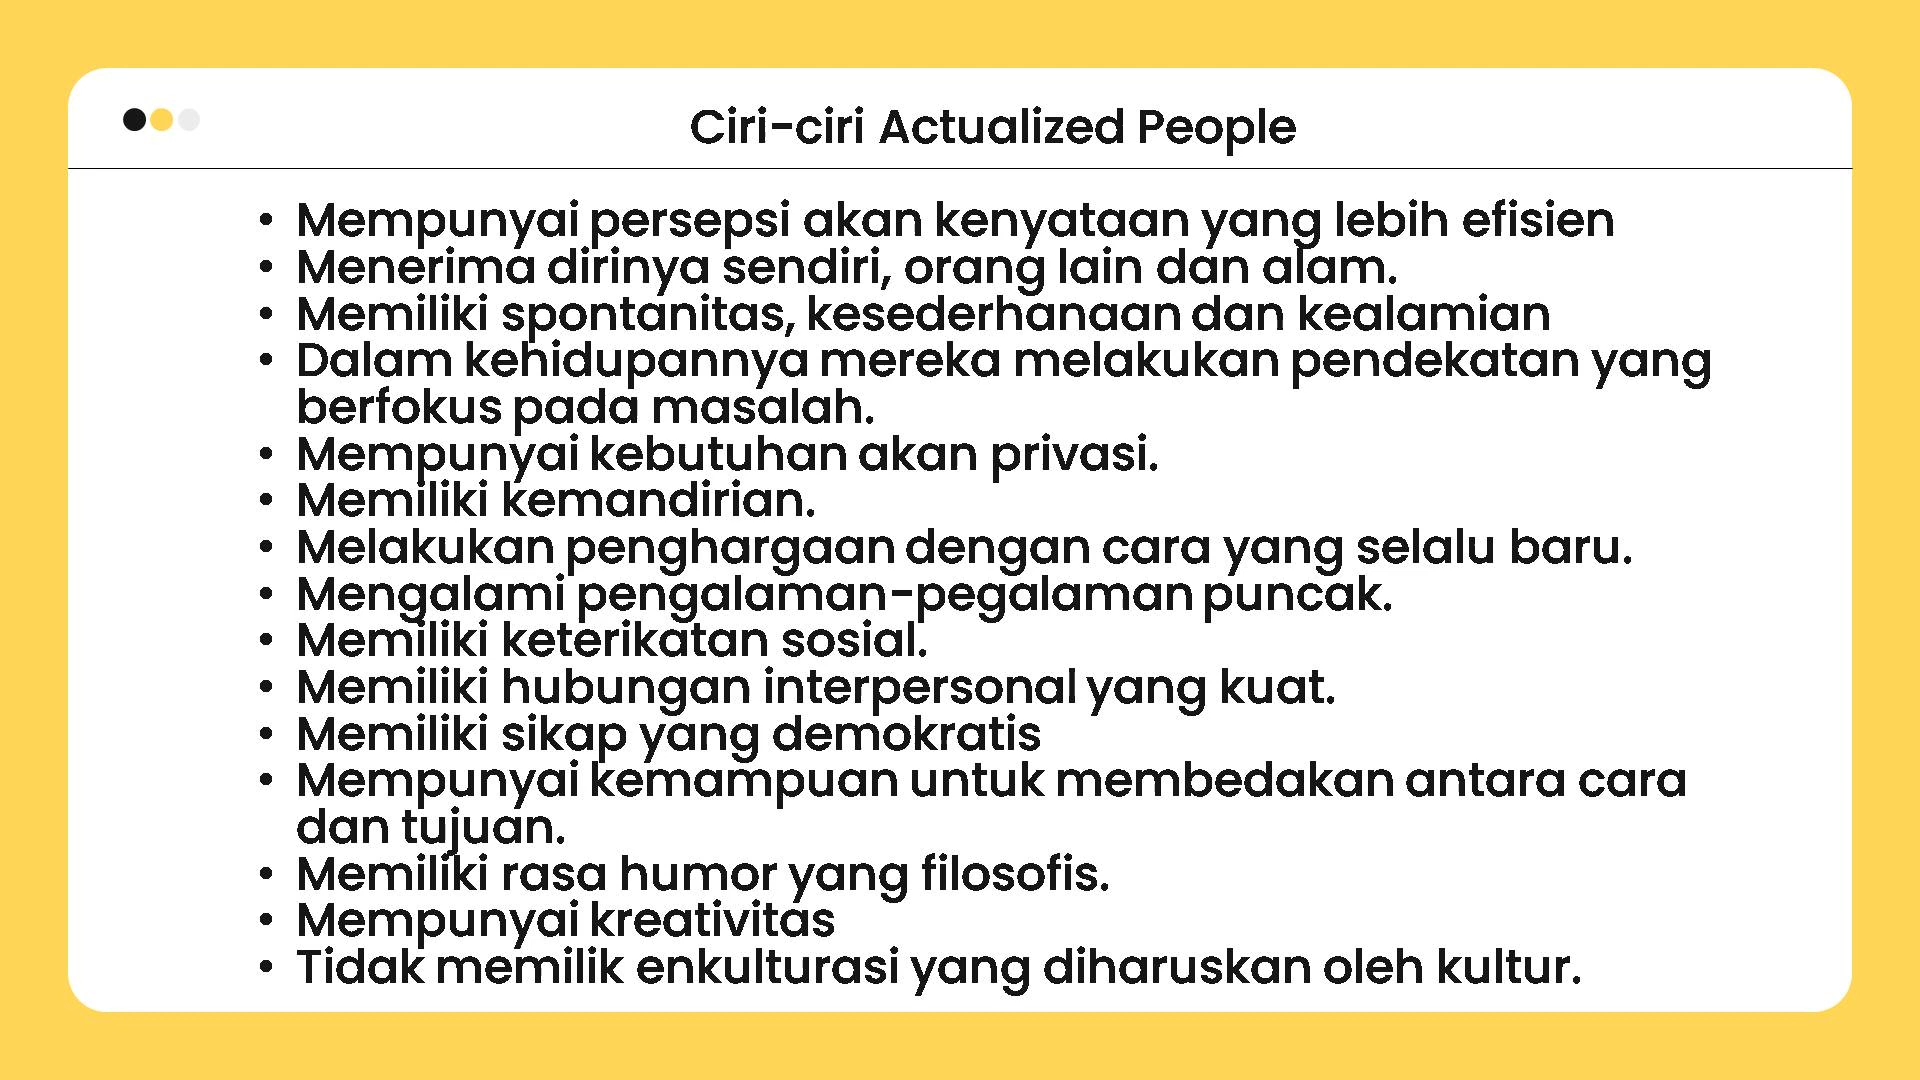 Ciri-ciri Actualized People
• Mempunyai persepsi akan kenyataan yang lebih efisien
• Menerima dirinya sendiri, orang lain dan alam.
• Memiliki spontanitas, kesederhanaan dan kealamian
• Dalam kehidupannya mereka melakukan pendekatan yang
berfokus pada masalah.
• Mempunyai kebutuhan akan privasi.
• Memiliki kemandirian.
• Melakukan penghargaan dengan cara yang selalu baru.
• Mengalami pengalaman-pegalaman puncak.
• Memiliki keterikatan sosial.
• Memiliki hubungan interpersonal yang kuat.
• Memiliki sikap yang demokratis
• Mempunyai kemampuan untuk membedakan antara cara
dan tujuan.
• Memiliki rasa humor yang filosofis.
• Mempunyai kreativitas
• Tidak memilik enkulturasi yang diharuskan oleh kultur.